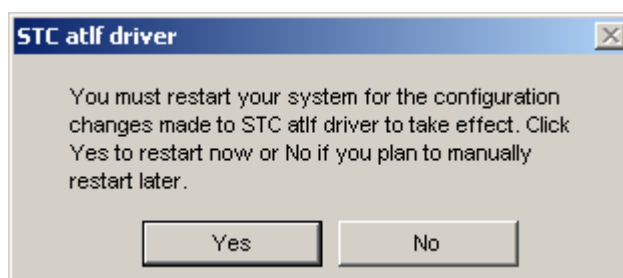 STC atlf driver
You must restart your system for the configuration
changes made to STC atlf driver to take effect. Click
Yes to restart now or No if you plan to manually
restart later.
Yes
No